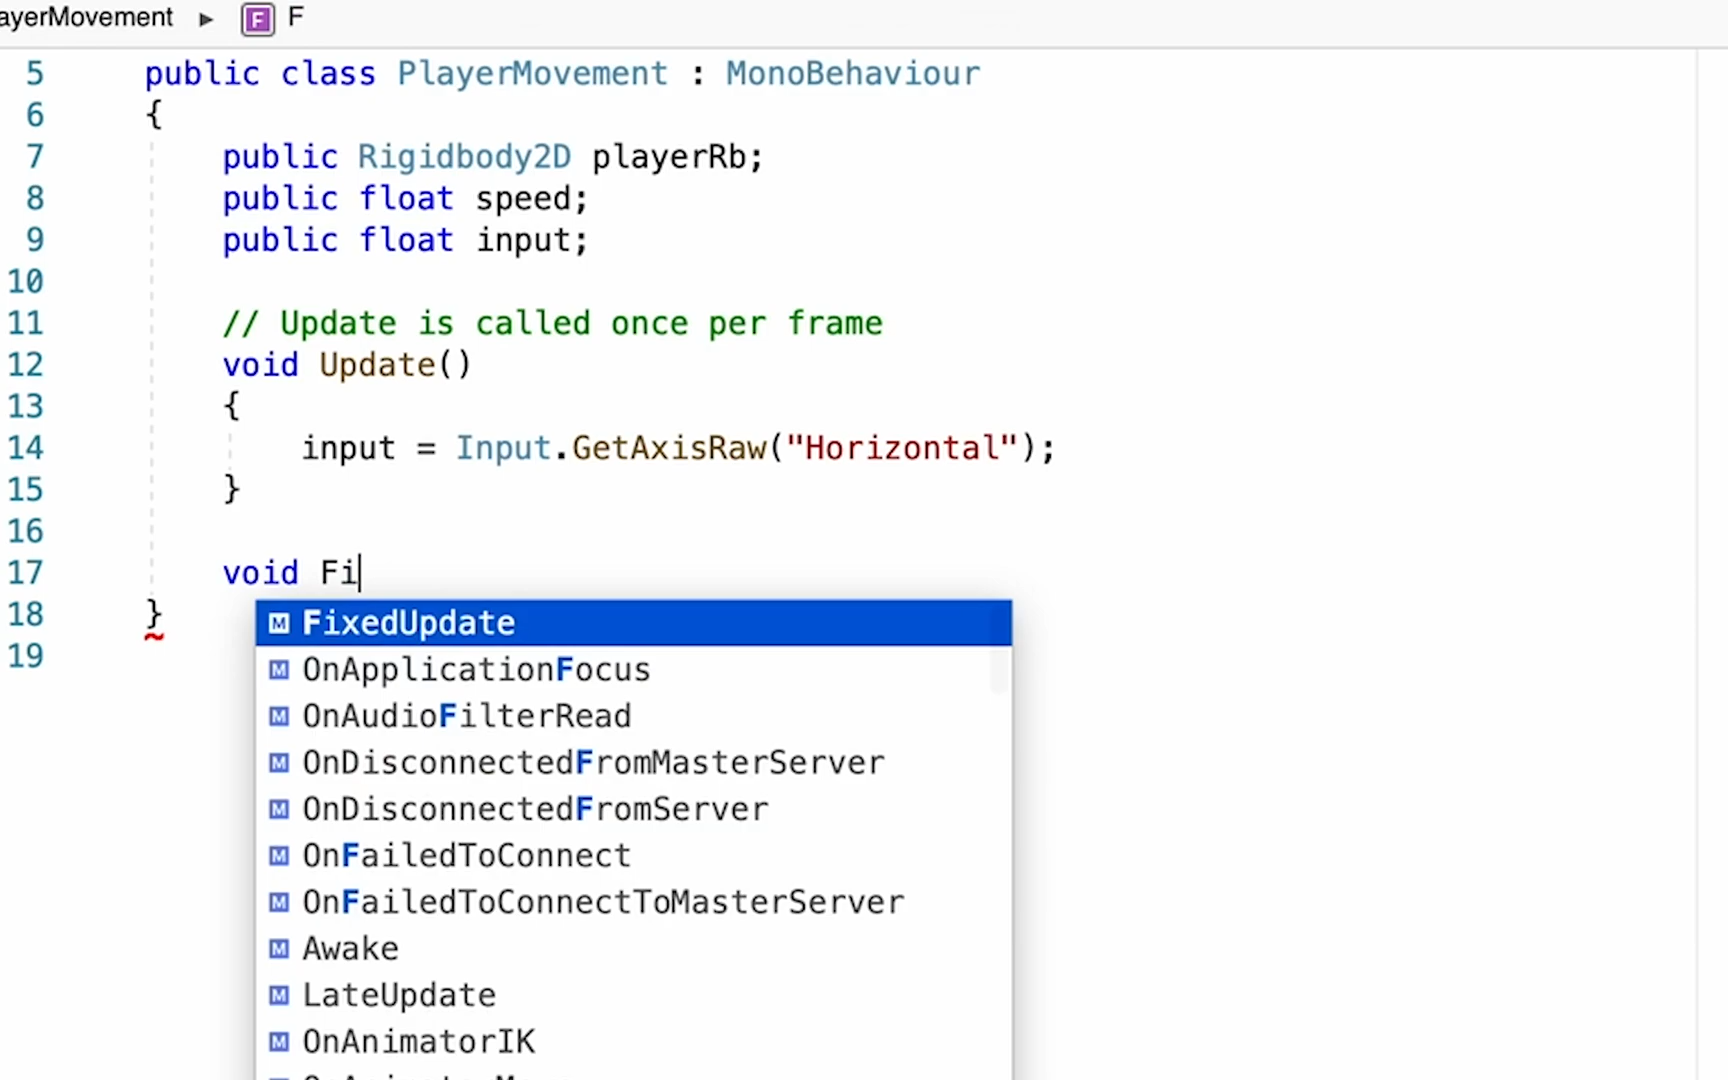 ayerMovement ▸ F F
5 public class PlayerMovement : MonoBehaviour
6 {
7 public Rigidbody2D playerRb;
8 public float speed;
9 public float input;
10
11 // Update is called once per frame
12 void Update()
13 {
14 input = Input.GetAxisRaw("Horizontal");
15 }
16
17 void Fi
18 }
19
M FixedUpdate
M OnApplicationFocus
M OnAudioFilterRead
M OnDisconnectedFromMasterServer
M OnDisconnectedFromServer
M OnFailedToConnect
M OnFailedToConnectToMasterServer
M Awake
M LateUpdate
M OnAnimatorIK